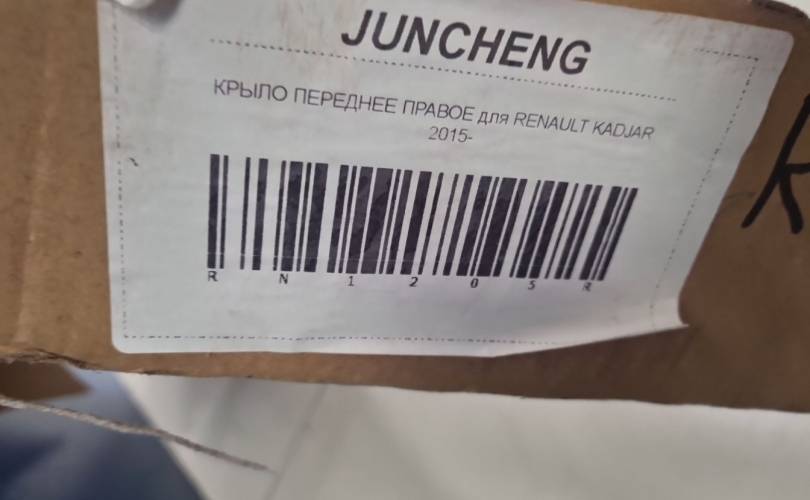 JUNCHENG
КРЫЛО ПЕРЕДНЕЕ ПРАВОЕ для RENAULT KADJAR
2015-
R N 1 2 0 5 R
k